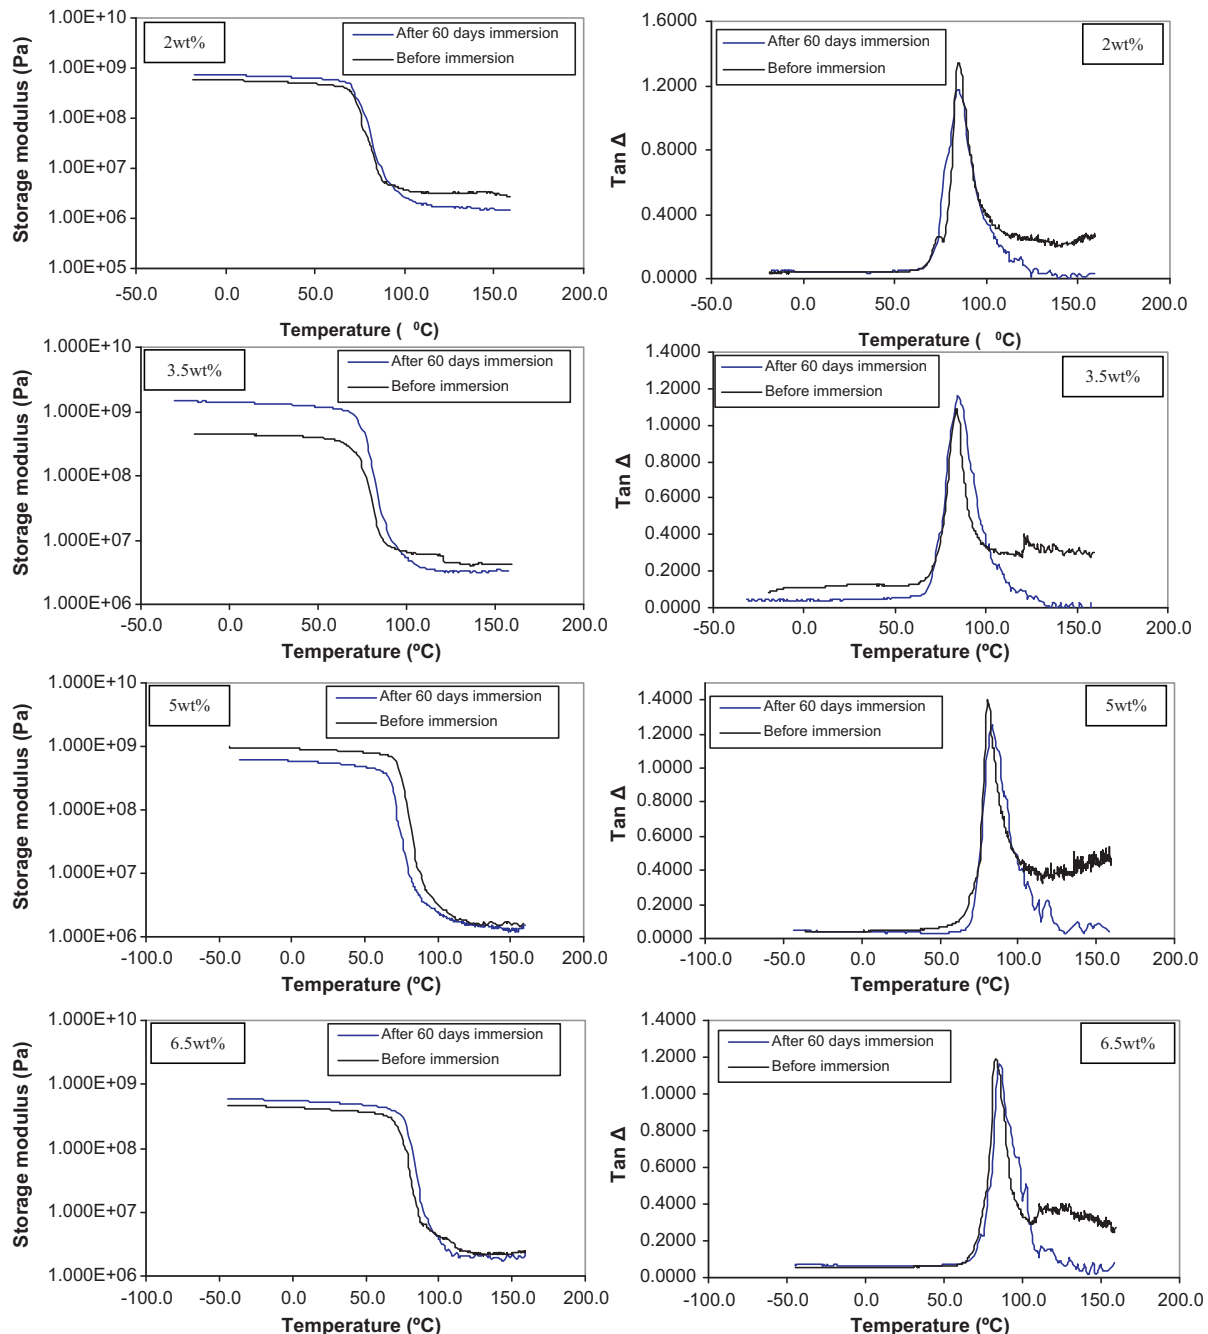 1.00E+10
1.00E+09
1.00E+08
1.00E+07
1.00E+06
1.00E+05
Storage modulus (Pa)
2wt%
After 60 days immersion
Before immersion
-50.0 0.0 50.0 100.0 150.0 200.0
Temperature ( ⁰C)
1.6000
1.2000
0.8000
0.4000
0.0000
Tan Δ
After 60 days immersion
Before immersion
2wt%
-50.0 0.0 50.0 100.0 150.0 200.0
Temperature ( ⁰C)
1.000E+10
1.000E+09
1.000E+08
1.000E+07
1.000E+06
Storage modulus (Pa)
3.5wt%
After 60 days immersion
Before immersion
-50.0 0.0 50.0 100.0 150.0 200.0
Temperature (ºC)
1.4000
1.2000
1.0000
0.8000
0.6000
0.4000
0.2000
0.0000
Tan Δ
After 60 days immersion
Before immersion
3.5wt%
-50.0 0.0 50.0 100.0 150.0 200.0
Temperature (ºC)
1.000E+10
1.000E+09
1.000E+08
1.000E+07
1.000E+06
Storage modulus (Pa)
5wt%
After 60 days immersion
Before immersion
-100.0 -50.0 0.0 50.0 100.0 150.0 200.0
Temperature (ºC)
1.4000
1.2000
1.0000
0.8000
0.6000
0.4000
0.2000
0.0000
Tan Δ
After 60 days immersion
Before immersion
5wt%
-100.0 -50.0 0.0 50.0 100.0 150.0 200.0
Temperature (ºC)
1.000E+10
1.000E+09
1.000E+08
1.000E+07
1.000E+06
Storage modulus (Pa)
6.5wt%
After 60 days immersion
Before immersion
-100.0 -50.0 0.0 50.0 100.0 150.0 200.0
Temperature (ºC)
1.4000
1.2000
1.0000
0.8000
0.6000
0.4000
0.2000
0.0000
Tan Δ
After 60 days immersion
Before immersion
6.5wt%
-100.0 -50.0 0.0 50.0 100.0 150.0 200.0
Temperature (ºC)